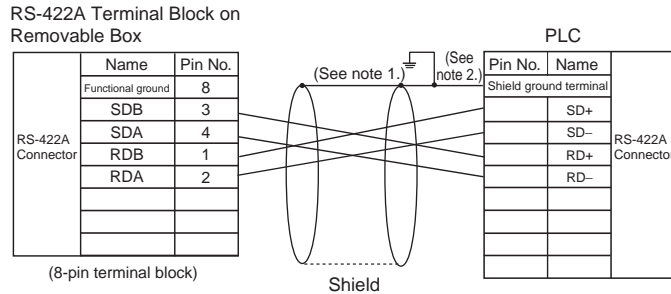 RS-422A Terminal Block on
Removable Box
PLC
RS-422A
Connector
Name Pin No.
Functional ground 8
SDB 3
SDA 4
RDB 1
RDA 2
(8-pin terminal block)
(See note 1.)
(See
note 2.)
Shield
Pin No. Name
Shield ground terminal
SD+
SD–
RD+
RD–
RS-422A
Connector